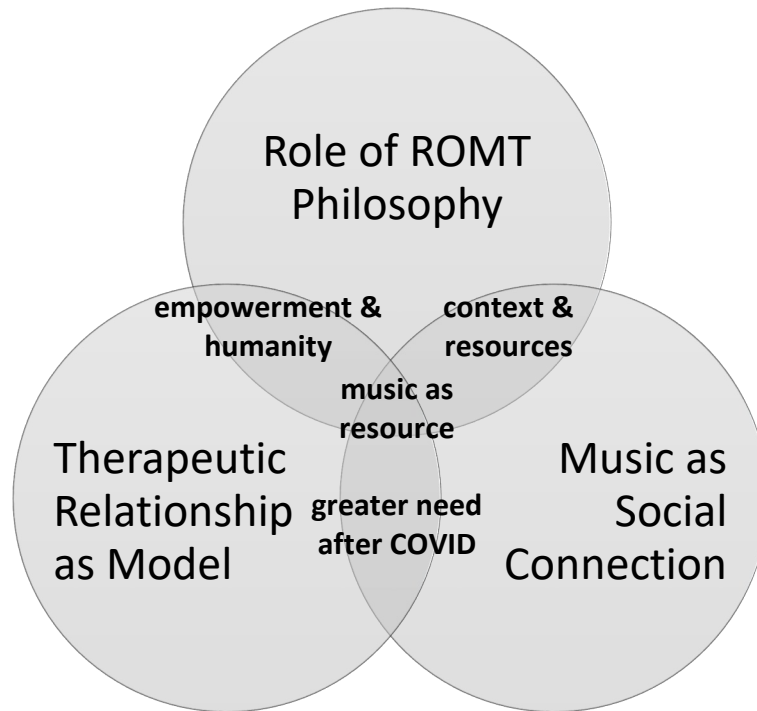 Role of ROMT
Philosophy
empowerment &
humanity
context &
resources
music as
resource
Therapeutic
Relationship
as Model
greater need
after COVID
Music as
Social
Connection